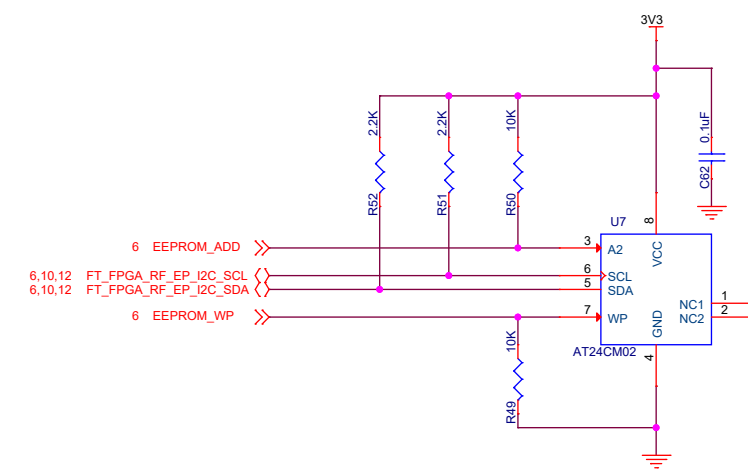 3V3
2.2K
2.2K
10K
0.1uF
R52
R51
R50
C62
U7
8
VCC
6 EEPROM_ADD
3
A2
6,10,12 FT_FPGA_RF_EP_I2C_SCL
6
SCL
6,10,12 FT_FPGA_RF_EP_I2C_SDA
5
SDA
NC1
1
NC2
2
6 EEPROM_WP
7
WP
GND
10K
AT24CM02
4
R49